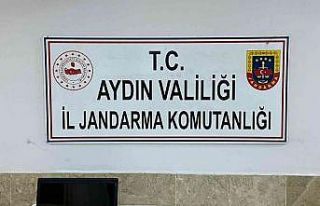 T.C.
AYDIN VALİLİĞİ
İL JANDARMA KOMUTANLIĞI